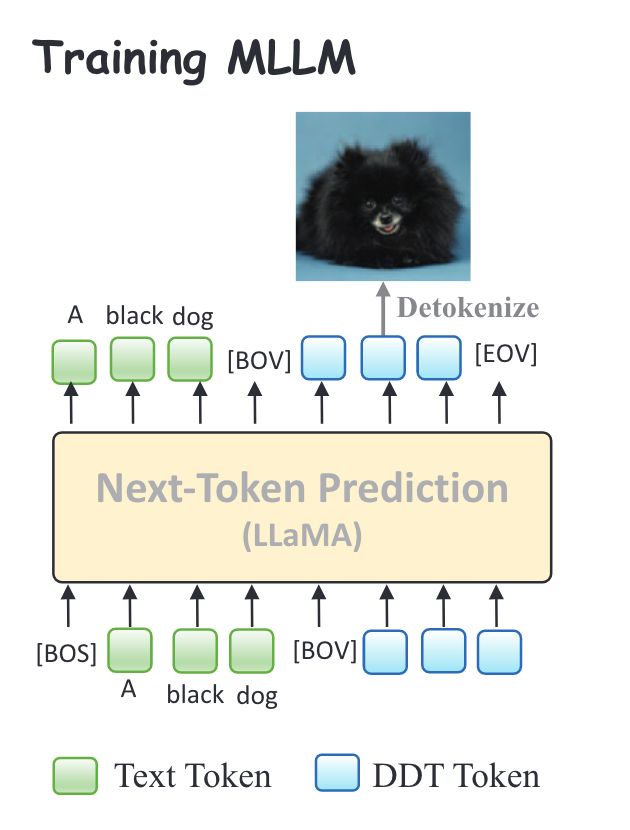 Training MLLM
Detokenize
A black dog
[BOV] [EOV]
Next-Token Prediction
(LLaMA)
[BOS] [BOV]
A black dog
Text Token DDT Token